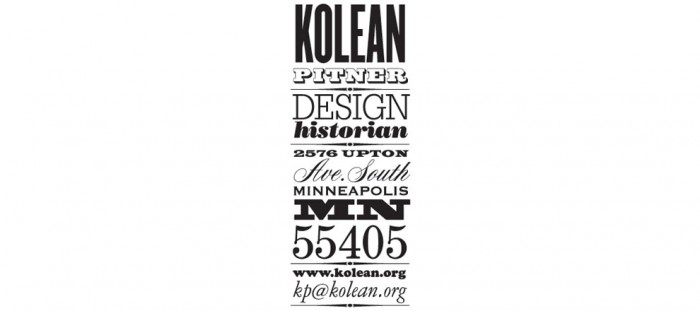 KOLEAN
PITNER
DESIGN
historian
2576 UPTON
Ave. South
MINNEAPOLIS
MN
55405
www.kolean.org
kp@kolean.org